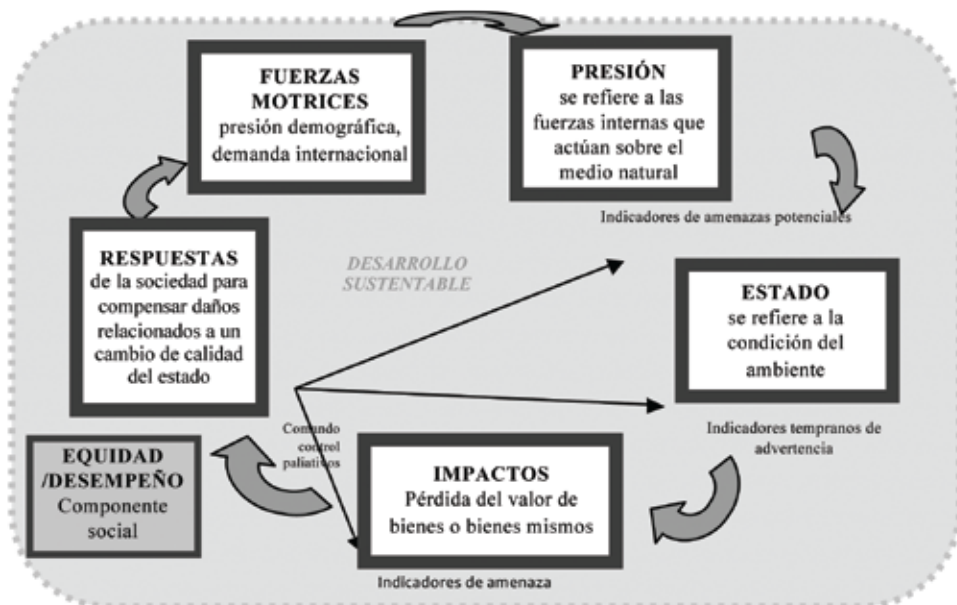 FUERZAS
MOTRICES
presión demográfica,
demanda internacional
PRESIÓN
se refiere a las
fuerzas internas que
actúan sobre el
medio natural
Indicadores de amenazas potenciales
RESPUESTAS
de la sociedad para
compensar daños
relacionados a un
cambio de calidad
del estado
DESARROLLO
SUSTENTABLE
ESTADO
se refiere a la
condición del
ambiente
Indicadores tempranos de
advertencia
Comando
control
paliativos
EQUIDAD
/DESEMPEÑO
Componente
social
IMPACTOS
Pérdida del valor de
bienes o bienes mismos
Indicadores de amenaza